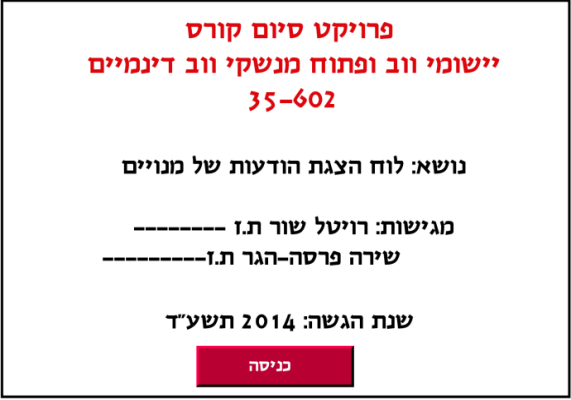 פרויקט סיום קורס
יישומי ווב ופתוח מנשקי ווב דינמיים
35-602
נושא: לוח הצגת הודעות של מנויים
מגישות: רויטל שור ת.ז --------
שירה פרסה-הגר ת.ז---------
שנת הגשה: 2014 תשע"ד
כניסה